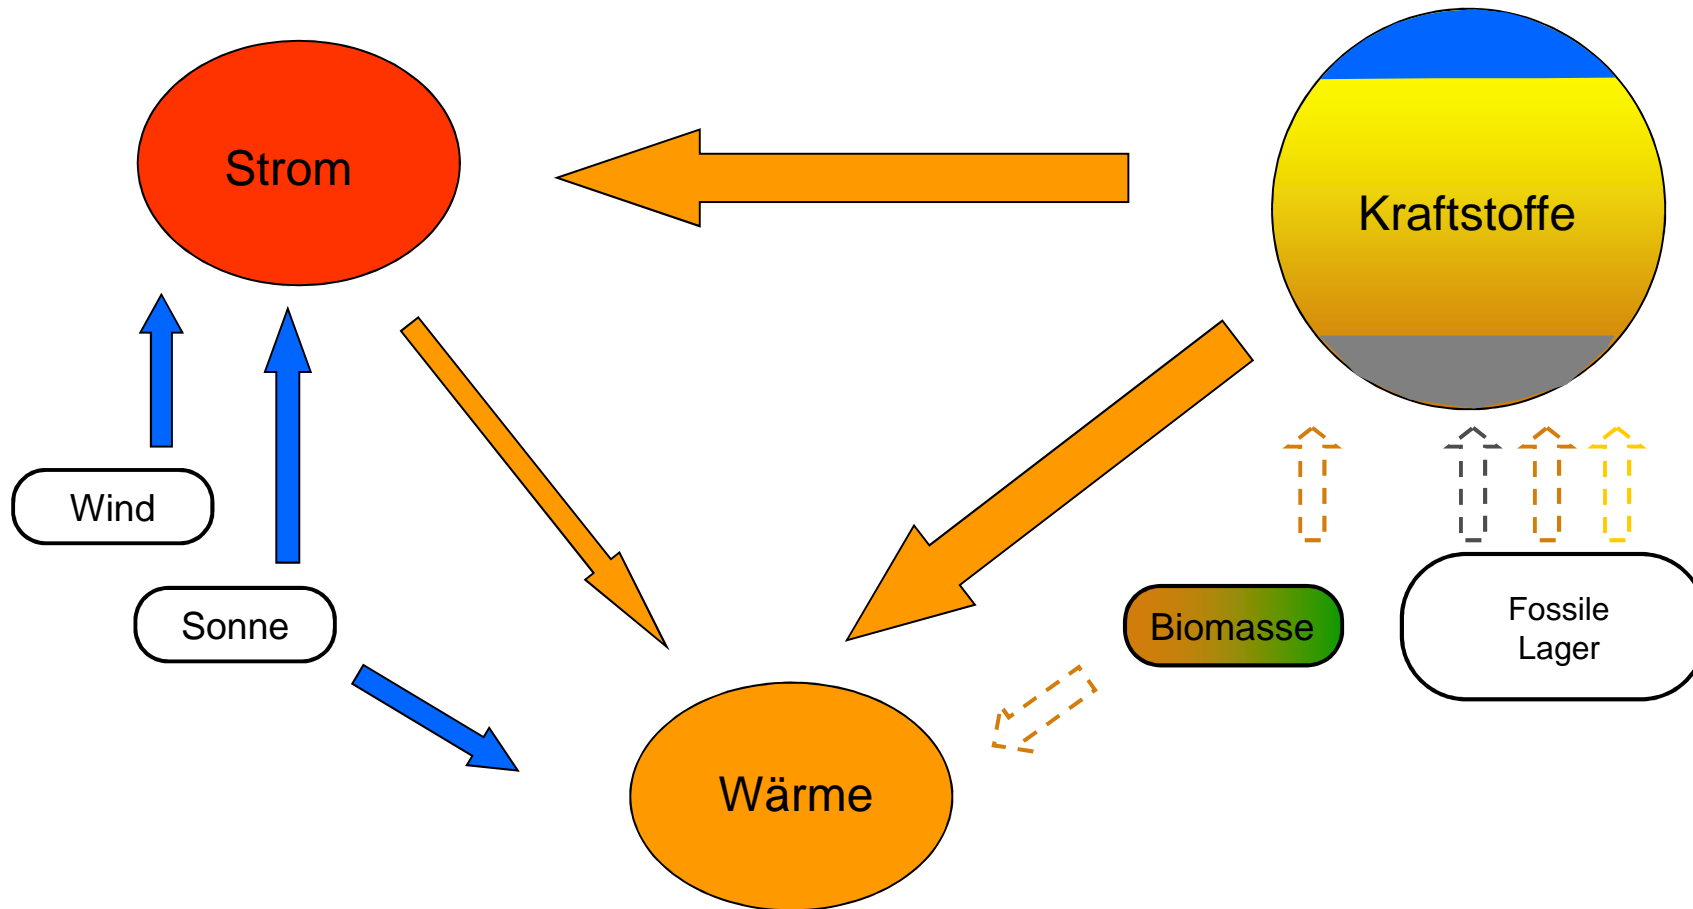 Strom
Kraftstoffe
Wind
Sonne
Biomasse
Fossile
Lager
Wärme